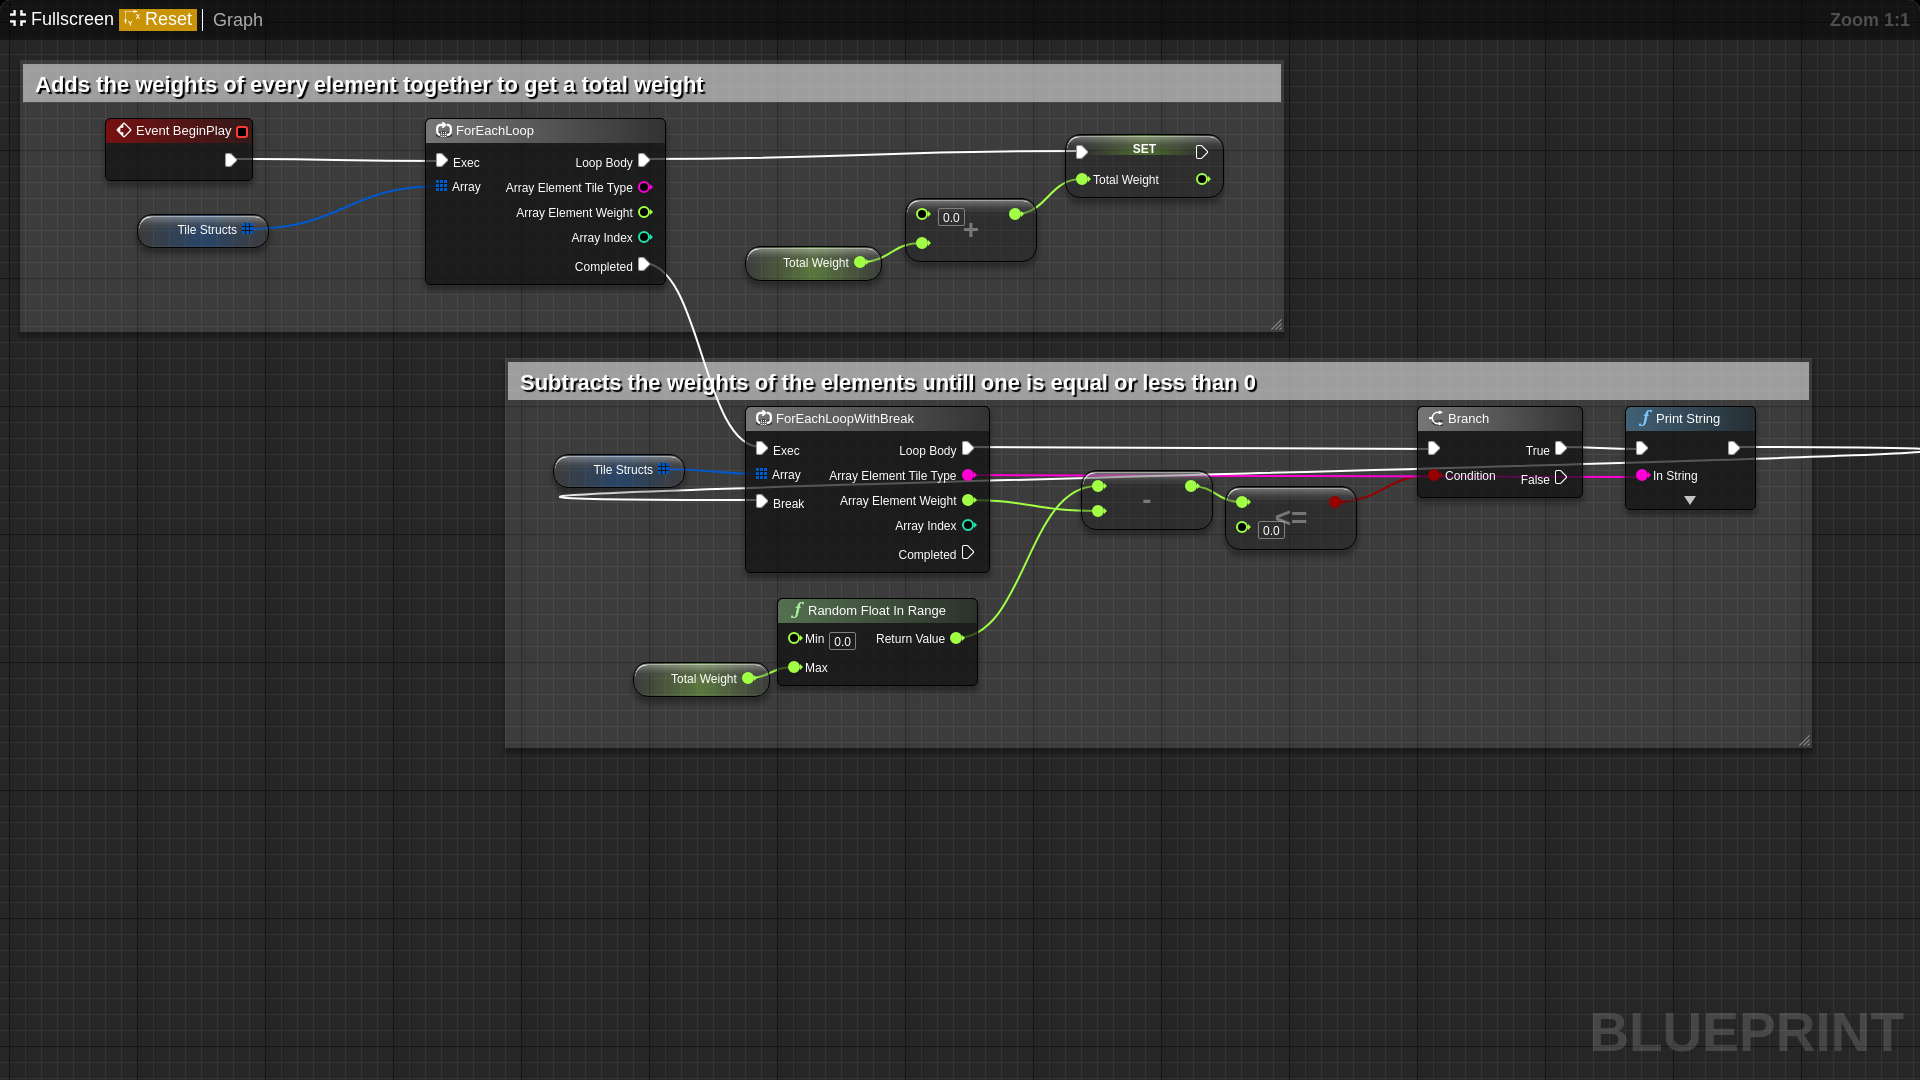 Fullscreen Reset Graph Zoom 1:1
Adds the weights of every element together to get a total weight
Event BeginPlay
ForEachLoop
Exec Loop Body
Array Array Element Tile Type
Array Element Weight
Array Index
Completed
Tile Structs
SET
Total Weight
0.0 +
Total Weight
Subtracts the weights of the elements untill one is equal or less than 0
ForEachLoopWithBreak
Exec Loop Body
Array Array Element Tile Type
Break Array Element Weight
Array Index
Completed
Tile Structs
-
<=
0.0
Branch
True
Condition False
Print String
In String
Random Float In Range
Min 0.0 Return Value
Max
Total Weight
BLUEPRINT